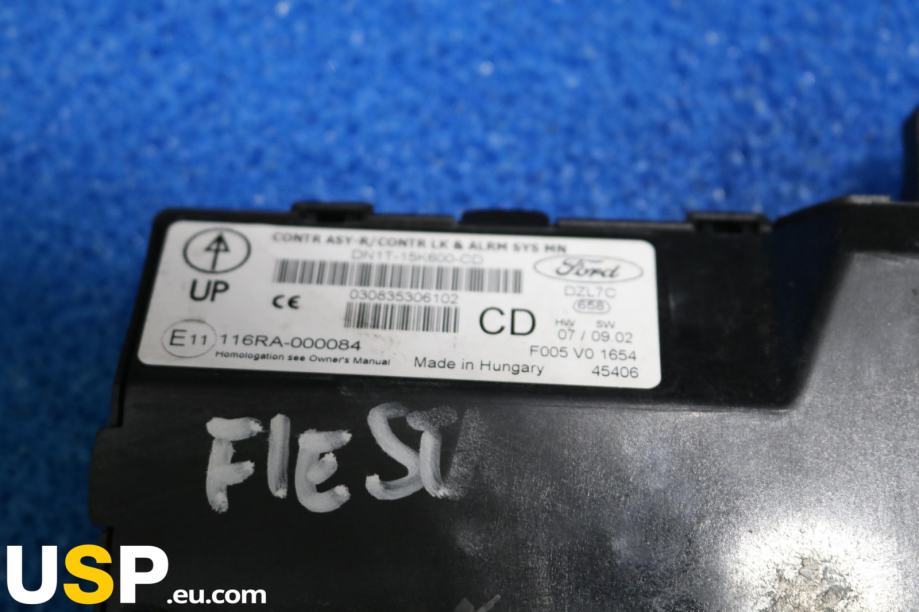 CONTR ASY-R/CONTR LK & ALRM SYS MN
DN1T-15K600-CD
Ford
UP
CE
030835306102
CD
DZL7C
658
HW SW
07 / 09.02
E11 116RA-000084
F005 V0 1654
Homologation see Owner's Manual
Made in Hungary
45406
USP.eu.com